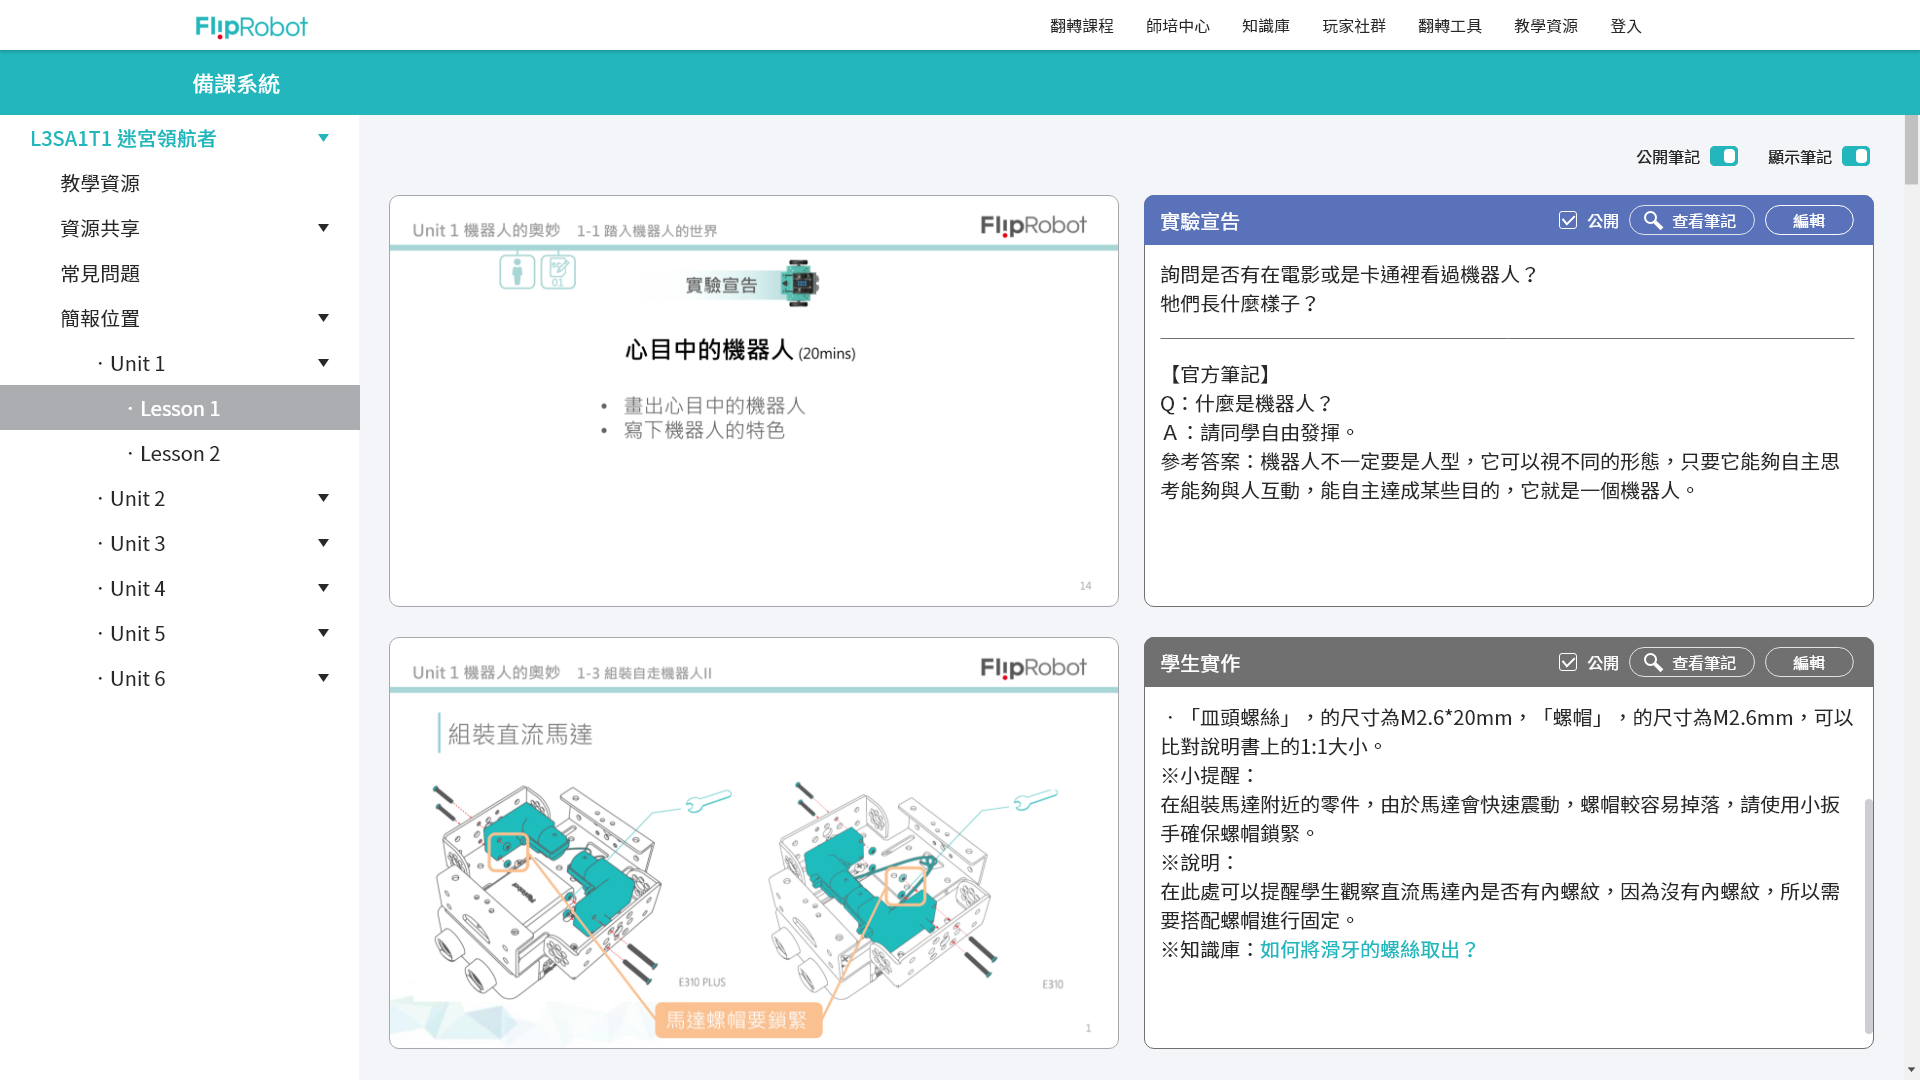 FlipRobot
翻轉課程 師培中心 知識庫 玩家社群 翻轉工具 教學資源 登入
備課系統
L3SA1T1 迷宮領航者
教學資源
資源共享
常見問題
簡報位置
· Unit 1
· Lesson 1
· Lesson 2
· Unit 2
· Unit 3
· Unit 4
· Unit 5
· Unit 6
公開筆記 顯示筆記
Unit 1 機器人的奧妙 1-1 踏入機器人的世界
FlipRobot
01
實驗宣告
心目中的機器人 (20mins)
• 畫出心目中的機器人
• 寫下機器人的特色
14
實驗宣告
公開 查看筆記 編輯
詢問是否有在電影或是卡通裡看過機器人？
牠們長什麼樣子？
【官方筆記】
Q：什麼是機器人？
Ａ：請同學自由發揮。
參考答案：機器人不一定要是人型，它可以視不同的形態，只要它能夠自主思
考能夠與人互動，能自主達成某些目的，它就是一個機器人。
Unit 1 機器人的奧妙 1-3 組裝自走機器人II
FlipRobot
組裝直流馬達
E310 PLUS
E310
馬達螺帽要鎖緊
1
學生實作
公開 查看筆記 編輯
．「皿頭螺絲」，的尺寸為M2.6*20mm，「螺帽」，的尺寸為M2.6mm，可以
比對說明書上的1:1大小。
※小提醒：
在組裝馬達附近的零件，由於馬達會快速震動，螺帽較容易掉落，請使用小扳
手確保螺帽鎖緊。
※說明：
在此處可以提醒學生觀察直流馬達內是否有內螺紋，因為沒有內螺紋，所以需
要搭配螺帽進行固定。
※知識庫：如何將滑牙的螺絲取出？